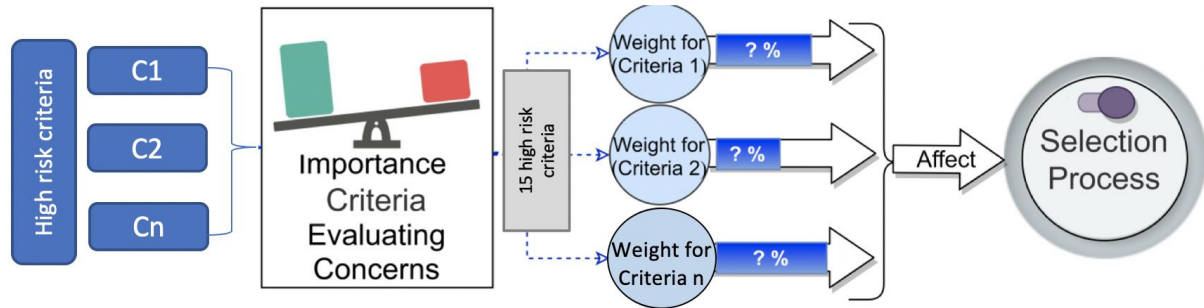 High risk criteria
C1
C2
Cn
Importance
Criteria
Evaluating
Concerns
15 high risk
criteria
Weight for
(Criteria 1)
? %
Weight for
(Criteria 2)
? %
Weight for
Criteria n
? %
Affect
Selection
Process